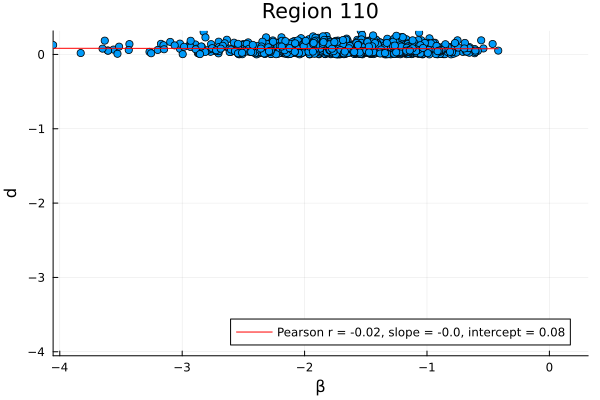 Region 110
d
0
−1
−2
−3
−4
Pearson r = -0.02, slope = -0.0, intercept = 0.08
−4 −3 −2 −1 0
β